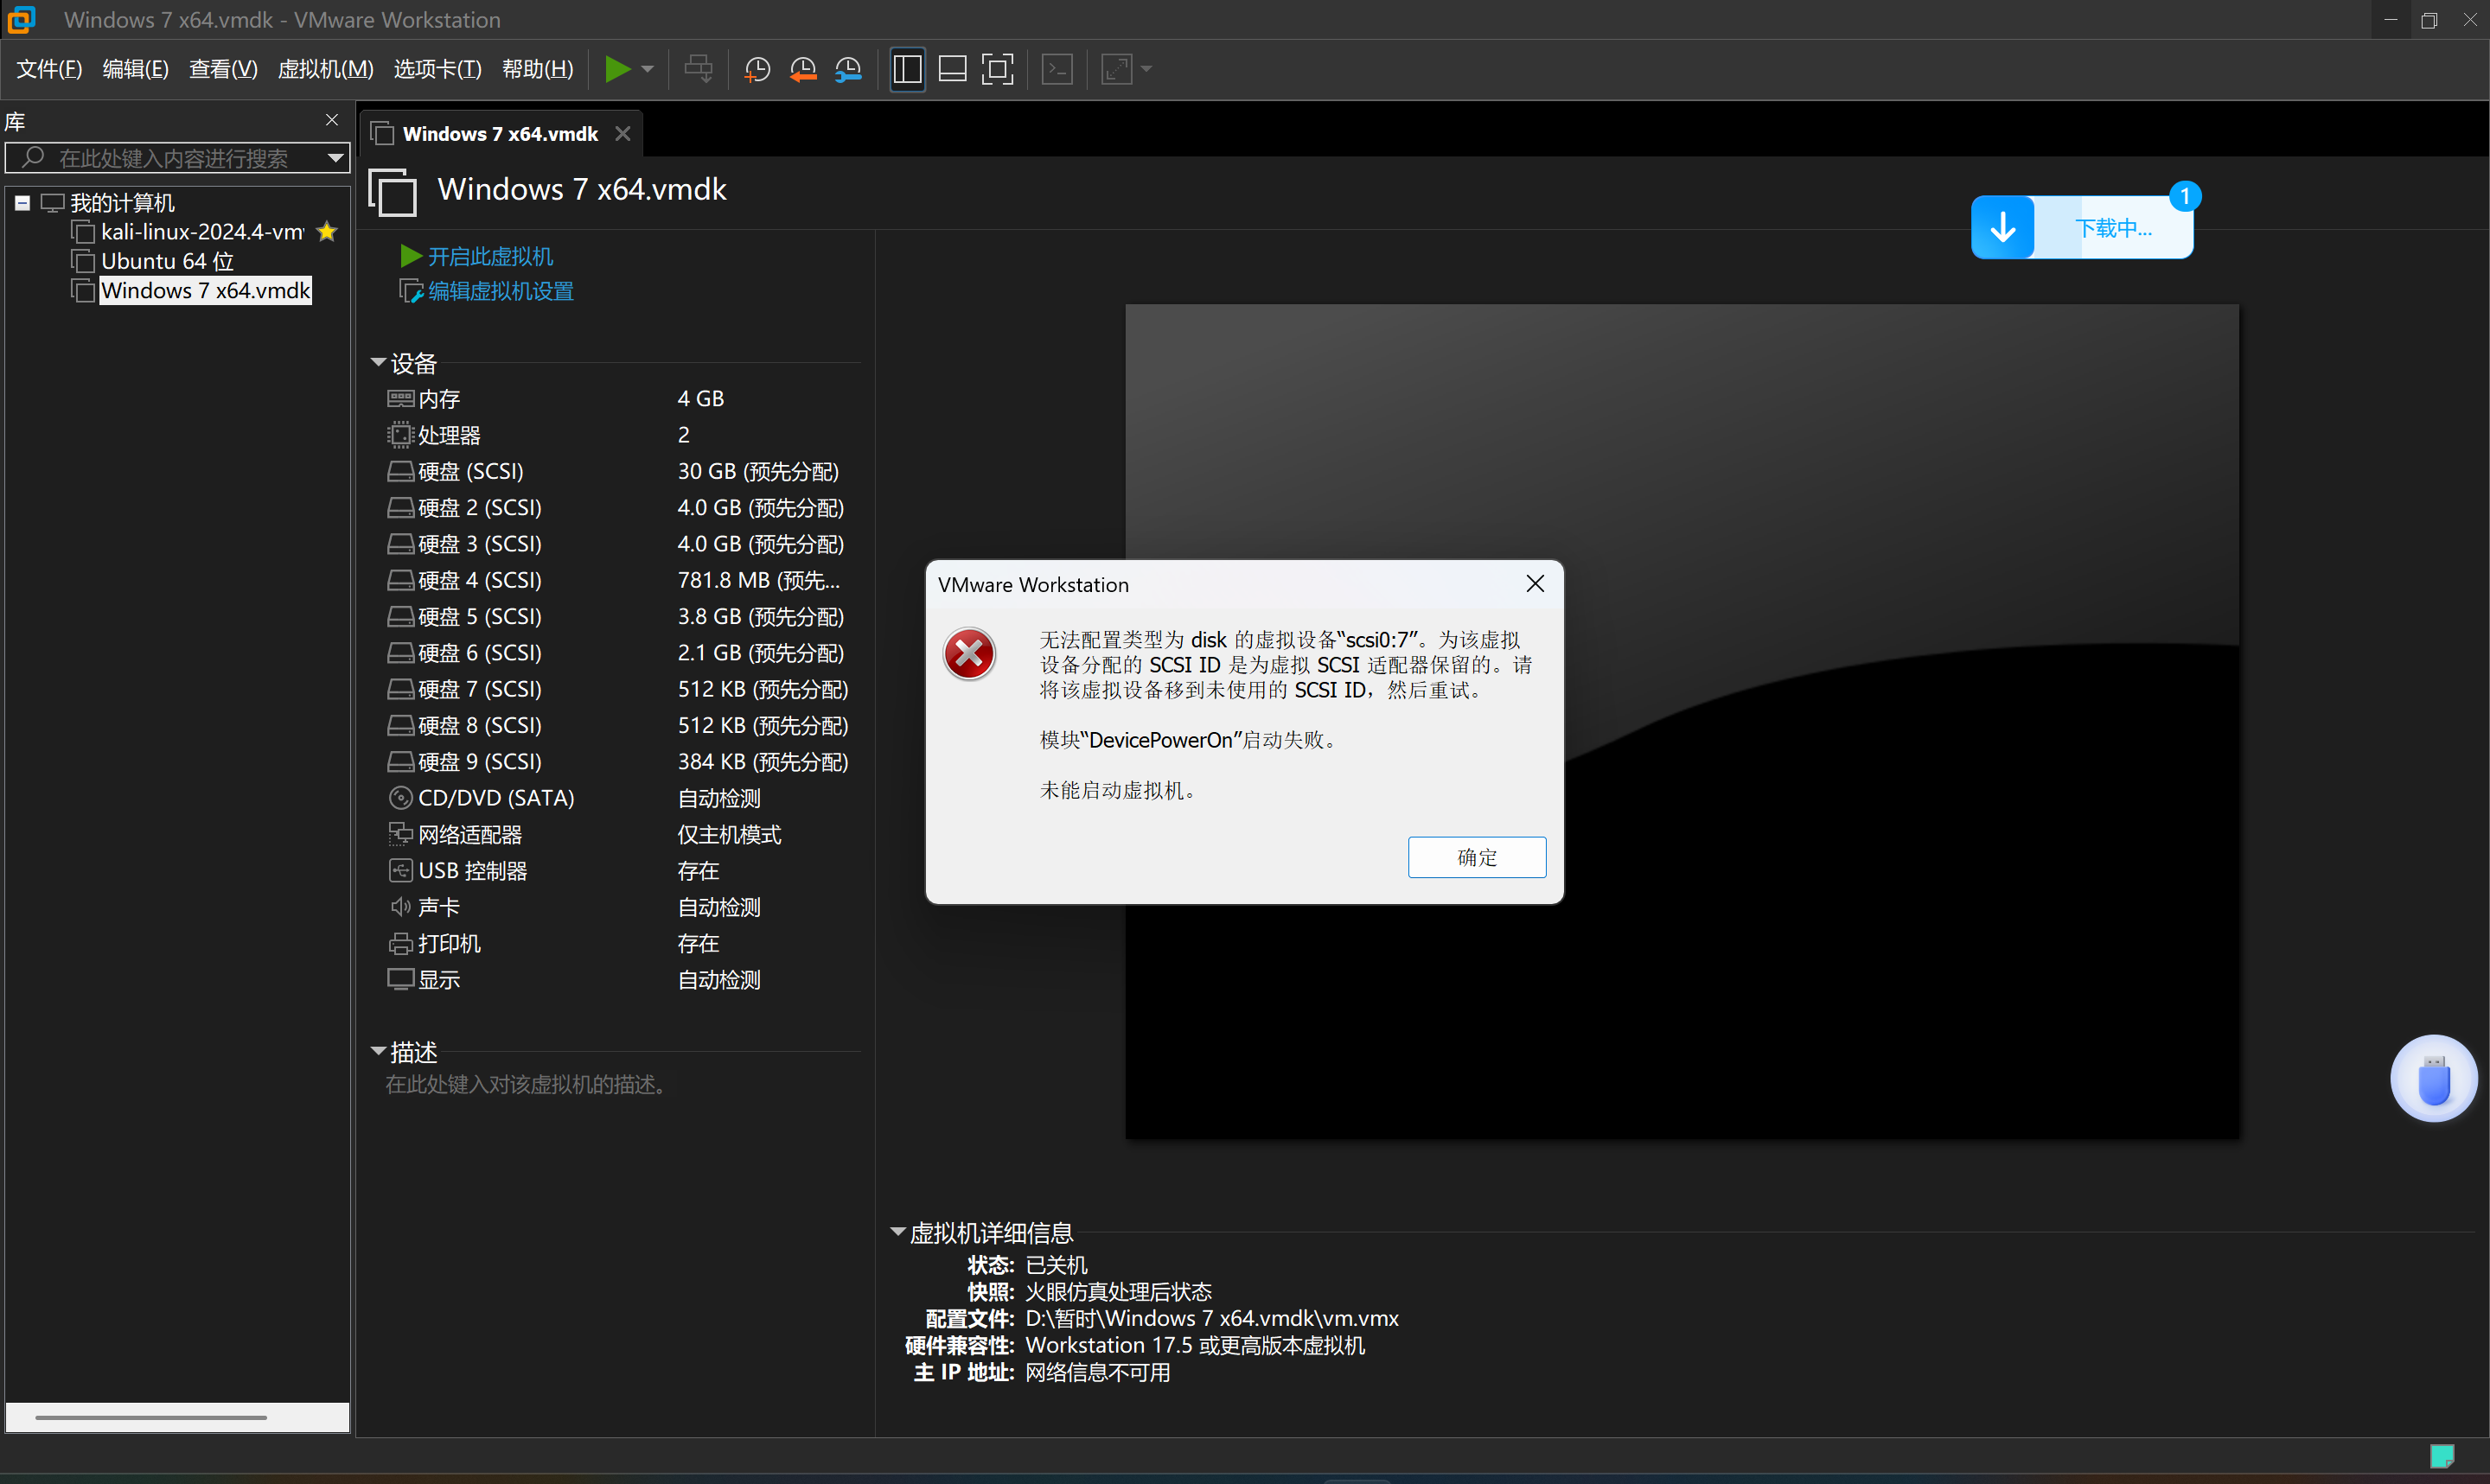 Windows 7 x64.vmdk - VMware Workstation
文件(F) 编辑(E) 查看(V) 虚拟机(M) 选项卡(T) 帮助(H)
库
在此处键入内容进行搜索
我的计算机
kali-linux-2024.4-vm
Ubuntu 64 位
Windows 7 x64.vmdk
Windows 7 x64.vmdk
Windows 7 x64.vmdk
开启此虚拟机
编辑虚拟机设置
设备
内存 4 GB
处理器 2
硬盘 (SCSI) 30 GB (预先分配)
硬盘 2 (SCSI) 4.0 GB (预先分配)
硬盘 3 (SCSI) 4.0 GB (预先分配)
硬盘 4 (SCSI) 781.8 MB (预先...
硬盘 5 (SCSI) 3.8 GB (预先分配)
硬盘 6 (SCSI) 2.1 GB (预先分配)
硬盘 7 (SCSI) 512 KB (预先分配)
硬盘 8 (SCSI) 512 KB (预先分配)
硬盘 9 (SCSI) 384 KB (预先分配)
CD/DVD (SATA) 自动检测
网络适配器 仅主机模式
USB 控制器 存在
声卡 自动检测
打印机 存在
显示 自动检测
描述
在此处键入对该虚拟机的描述。
1
下载中...
VMware Workstation
无法配置类型为 disk 的虚拟设备“scsi0:7”。为该虚拟
设备分配的 SCSI ID 是为虚拟 SCSI 适配器保留的。请
将该虚拟设备移到未使用的 SCSI ID，然后重试。
模块“DevicePowerOn”启动失败。
未能启动虚拟机。
确定
虚拟机详细信息
状态: 已关机
快照: 火眼仿真处理后状态
配置文件: D:\暂时\Windows 7 x64.vmdk\vm.vmx
硬件兼容性: Workstation 17.5 或更高版本虚拟机
主 IP 地址: 网络信息不可用